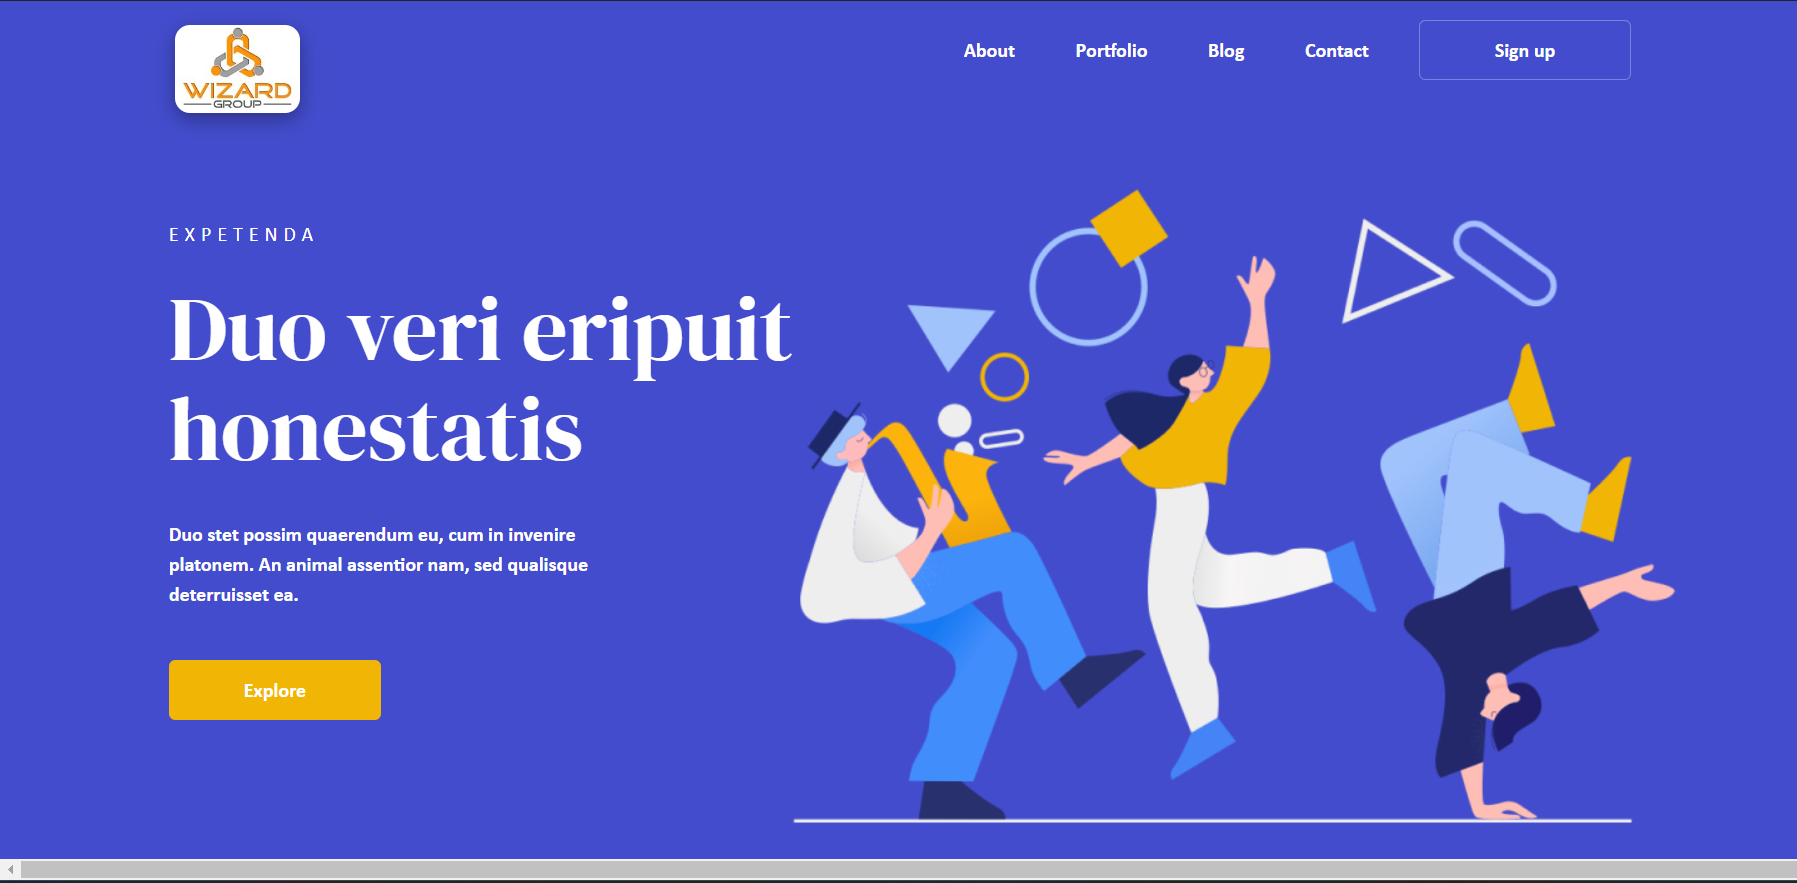 WIZARD
GROUP
About
Portfolio
Blog
Contact
Sign up
EXPETENDA
Duo veri eripuit
honestatis
Duo stet possim quaerendum eu, cum in invenire
platonem. An animal assentior nam, sed qualisque
deterruisset ea.
Explore